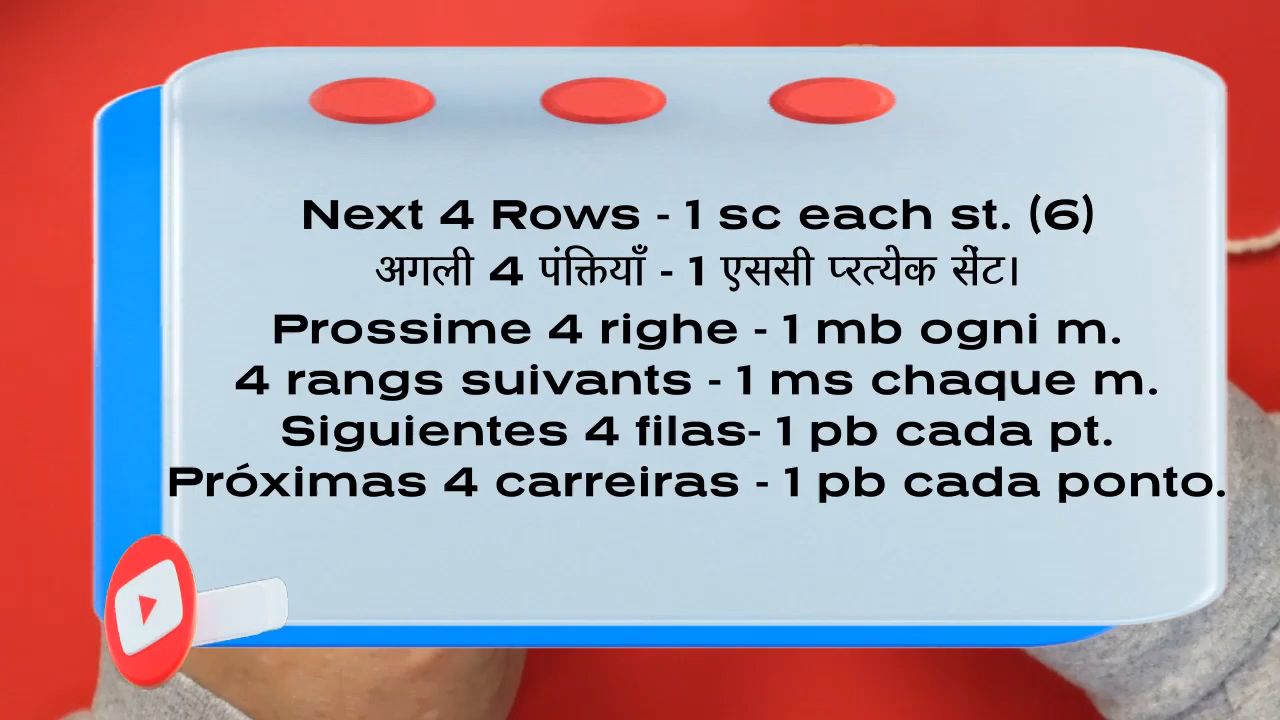 Next 4 Rows - 1 sc each st. (6)
अगली 4 पंक्तियाँ - 1 एससी प्रत्येक सेंट।
Prossime 4 righe - 1 mb ogni m.
4 rangs suivants - 1 ms chaque m.
Siguientes 4 filas- 1 pb cada pt.
Próximas 4 carreiras - 1 pb cada ponto.